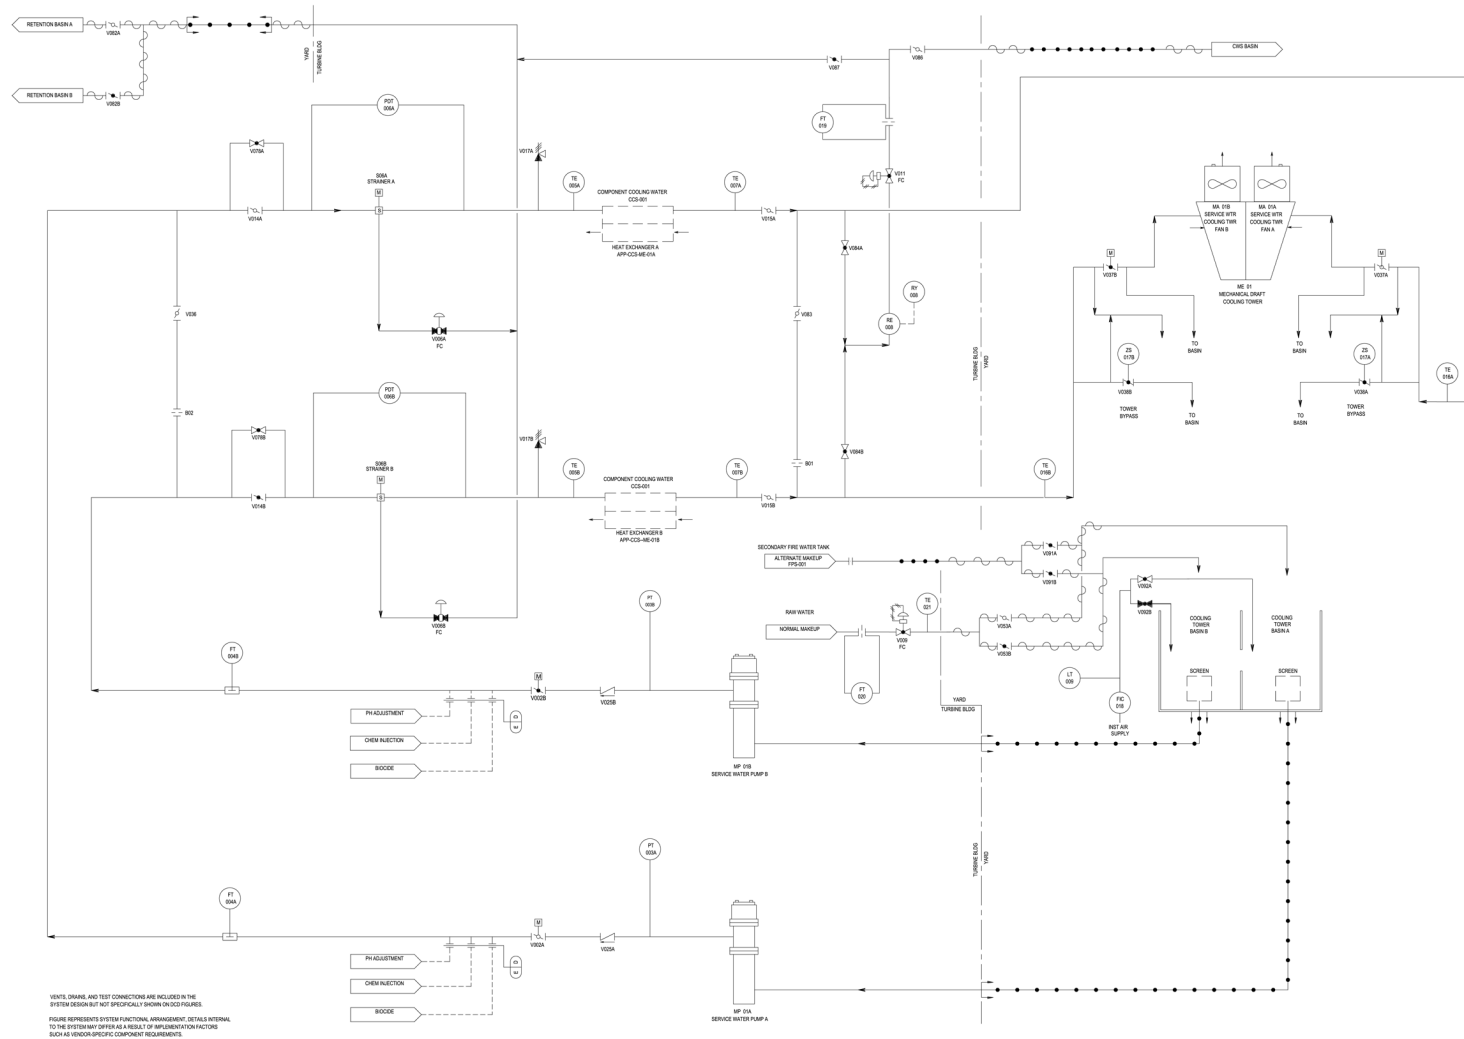 RETENTION BASIN A
V082A
RETENTION BASIN B
V082B
YARD
TURBINE BLDG
V086
CWS BASIN
V087
PDT
006A
FT
019
V078A
V017A
V011
FC
S06A
STRAINER A
M
S
TE
005A
COMPONENT COOLING WATER
CCS-001
TE
007A
V014A
V015A
HEAT EXCHANGER A
APP-CCS-ME-01A
MA 01B
SERVICE WTR
COOLING TWR
FAN B
MA 01A
SERVICE WTR
COOLING TWR
FAN A
V084A
M
V037B
M
V037A
ME 01
MECHANICAL DRAFT
COOLING TOWER
RY
008
RE
008
V036
V083
V006A
FC
TURBINE BLDG
YARD
TO
BASIN
TO
BASIN
ZS
017B
ZS
017A
TE
016A
V038B
V038A
TOWER
BYPASS
TOWER
BYPASS
TO
BASIN
TO
BASIN
PDT
006B
B02
V078B
V017B
V084B
B01
S06B
STRAINER B
M
S
TE
005B
COMPONENT COOLING WATER
CCS-001
TE
007B
TE
016B
V014B
V015B
HEAT EXCHANGER B
APP-CCS--ME-01B
SECONDARY FIRE WATER TANK
ALTERNATE MAKEUP
FPS-001
V091A
V091B
V092A
V092B
PT
003B
TE
021
RAW WATER
NORMAL MAKEUP
V009
FC
V053A
V053B
COOLING
TOWER
BASIN B
COOLING
TOWER
BASIN A
V006B
FC
FT
004B
FT
020
LT
009
SCREEN
SCREEN
FIC
018
INST AIR
SUPPLY
M
V002B
V025B
YARD
TURBINE BLDG
PH ADJUSTMENT
CHEM INJECTION
BIOCIDE
D
E
MP 01B
SERVICE WATER PUMP B
PT
003A
TURBINE BLDG
YARD
FT
004A
M
V002A
V025A
PH ADJUSTMENT
CHEM INJECTION
BIOCIDE
D
E
MP 01A
SERVICE WATER PUMP A
VENTS, DRAINS, AND TEST CONNECTIONS ARE INCLUDED IN THE
SYSTEM DESIGN BUT NOT SPECIFICALLY SHOWN ON DCD FIGURES.
FIGURE REPRESENTS SYSTEM FUNCTIONAL ARRANGEMENT. DETAILS INTERNAL
TO THE SYSTEM MAY DIFFER AS A RESULT OF IMPLEMENTATION FACTORS
SUCH AS VENDOR-SPECIFIC COMPONENT REQUIREMENTS.